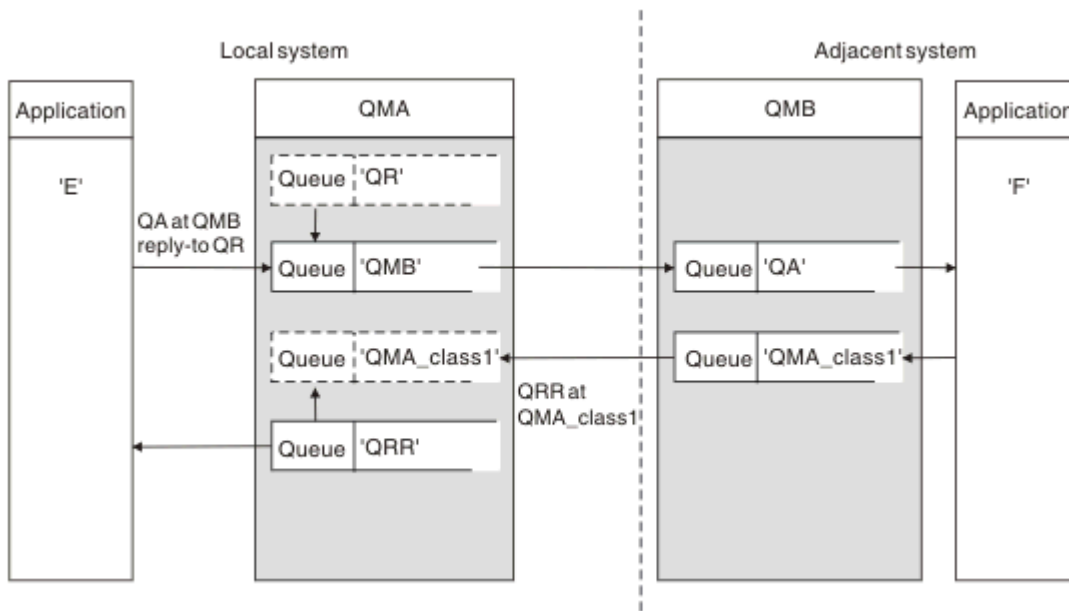 Local system
Adjacent system
Application
QMA
QMB
Application
'E'
Queue 'QR'
'F'
QA at QMB
reply-to QR
Queue 'QMB'
Queue 'QA'
Queue 'QMA_class1'
Queue 'QMA_class1'
QRR at
QMA_class1
Queue 'QRR'